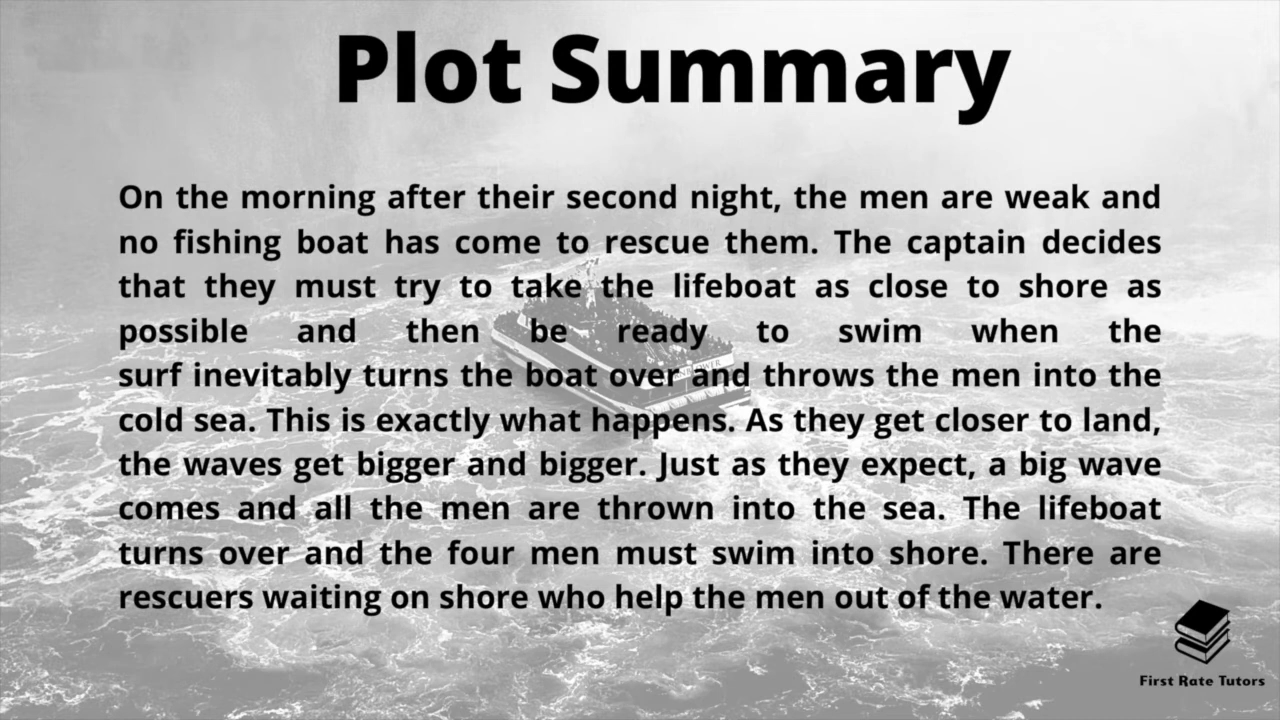 Plot Summary
On the morning after their second night, the men are weak and
no fishing boat has come to rescue them. The captain decides
that they must try to take the lifeboat as close to shore as
possible and then be ready to swim when the
surf inevitably turns the boat over and throws the men into the
cold sea. This is exactly what happens. As they get closer to land,
the waves get bigger and bigger. Just as they expect, a big wave
comes and all the men are thrown into the sea. The lifeboat
turns over and the four men must swim into shore. There are
rescuers waiting on shore who help the men out of the water.
First Rate Tutors